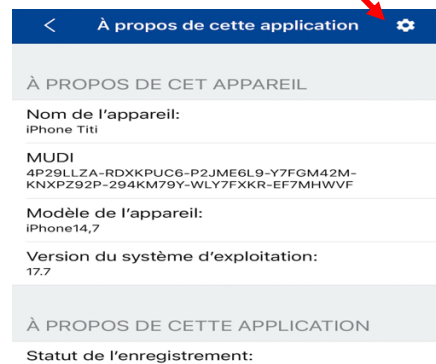 À propos de cette application
À PROPOS DE CET APPAREIL
Nom de l'appareil:
iPhone Titi
MUDI
4P29LLZA-RDXKPUC6-P2JME6L9-Y7FGM42M-
KNXPZ92P-294KM79Y-WLY7FXKR-EF7MHWVF
Modèle de l'appareil:
iPhone14,7
Version du système d'exploitation:
17.7
À PROPOS DE CETTE APPLICATION
Statut de l'enregistrement: